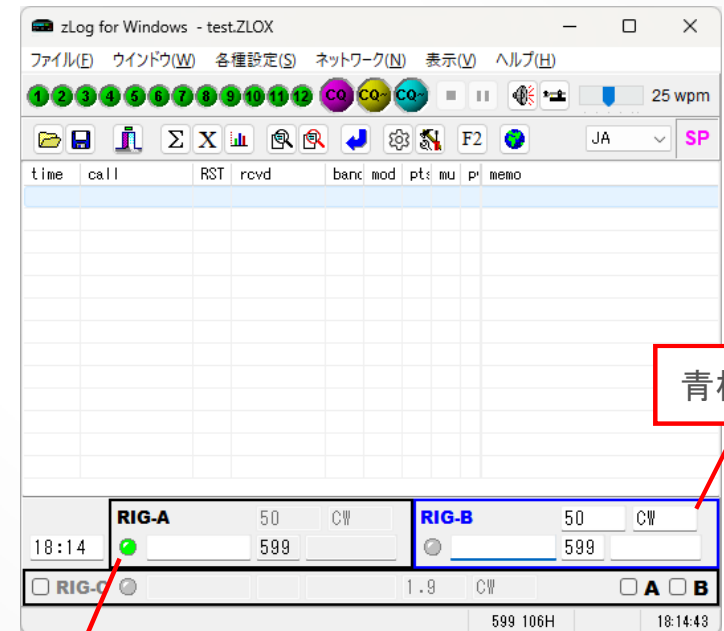 zLog for Windows - test.ZLOX
ファイル(F) ウインドウ(W) 各種設定(S) ネットワーク(N) 表示(V) ヘルプ(H)
1 2 3 4 5 6 7 8 9 10 11 12 CQ CQ~ CQ~ 25 wpm
Σ X F2 JA SP
time call RST rcvd banc mod pts mu memo
青
RIG-A 50 CW RIG-B 50 CW
18:14 599 599
RIG-C 1.9 CW A B
599 106H 18:14:43